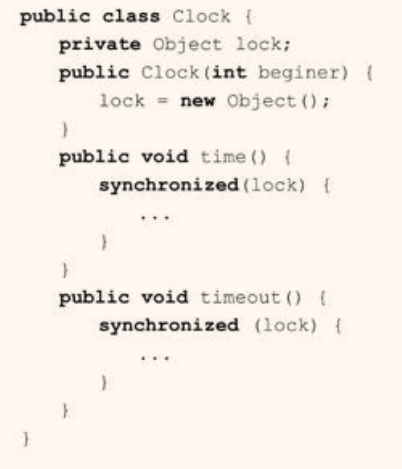 public class Clock {
private Object lock;
public Clock(int beginer) {
lock = new Object();
}
public void time() {
synchronized(lock) {
...
}
}
public void timeout() {
synchronized (lock) {
...
}
}
}